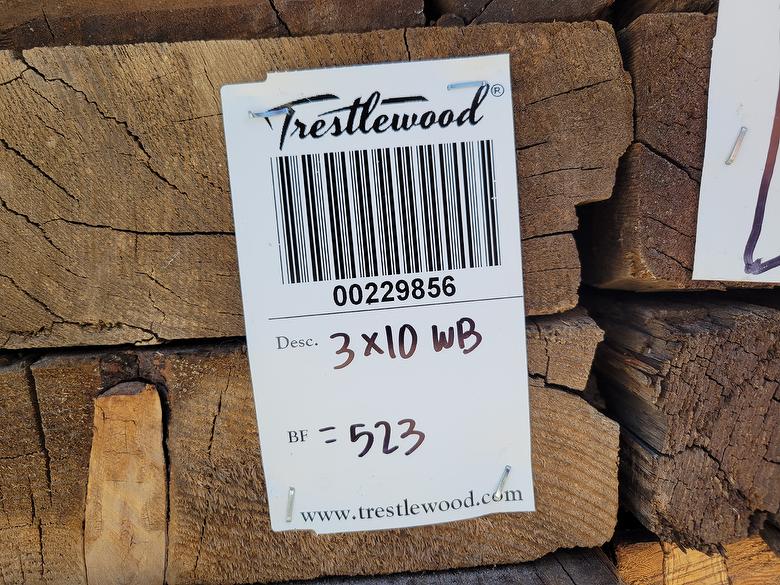 Trestlewood®
00229856
Desc. 3x10 WB
BF = 523
www.trestlewood.com